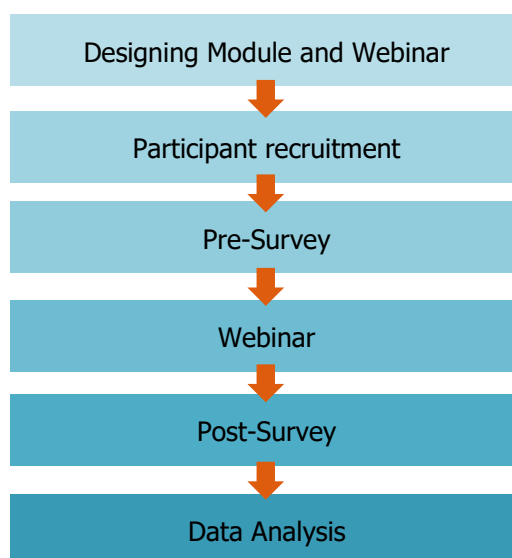 Designing Module and Webinar
Participant recruitment
Pre-Survey
Webinar
Post-Survey
Data Analysis